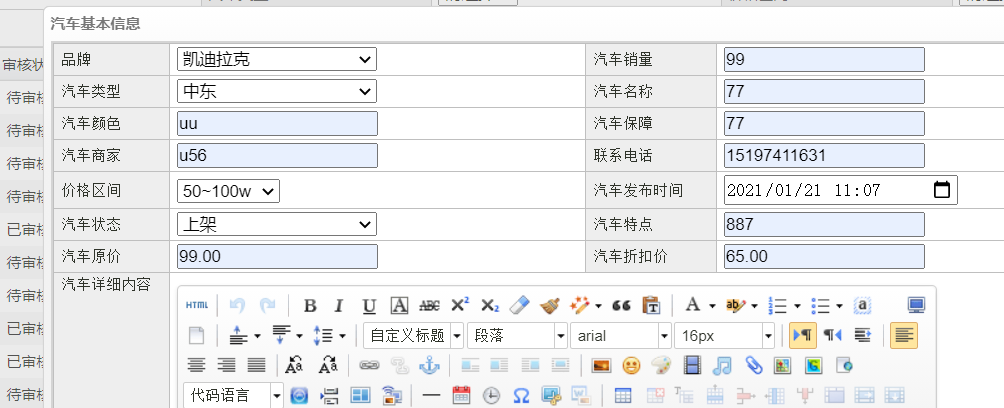 汽车基本信息
审核状
待审核
待审核
待审核
待审核
已审核
待审核
待审核
已审核
已审核
待审核
品牌 凯迪拉克 汽车销量 99
汽车类型 中东 汽车名称 77
汽车颜色 uu 汽车保障 77
汽车商家 u56 联系电话 15197411631
价格区间 50~100w 汽车发布时间 2021/01/21 11:07
汽车状态 上架 汽车特点 887
汽车原价 99.00 汽车折扣价 65.00
汽车详细内容
HTML B I U A ABC X² X₂ A ab a
自定义标题 段落 arial 16px
代码语言